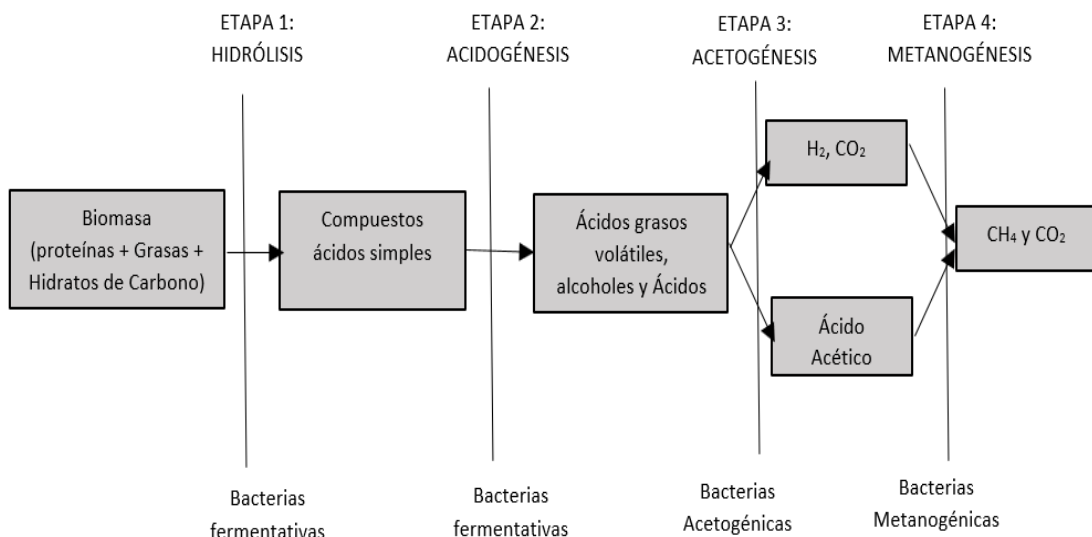 ETAPA 1:
HIDRÓLISIS
ETAPA 2:
ACIDOGÉNESIS
ETAPA 3:
ACETOGÉNESIS
ETAPA 4:
METANOGÉNESIS
Biomasa
(proteínas + Grasas +
Hidratos de Carbono)
Compuestos
ácidos simples
Ácidos grasos
volátiles,
alcoholes y Ácidos
H₂, CO₂
Ácido
Acético
CH₄ y CO₂
Bacterias
fermentativas
Bacterias
fermentativas
Bacterias
Acetogénicas
Bacterias
Metanogénicas